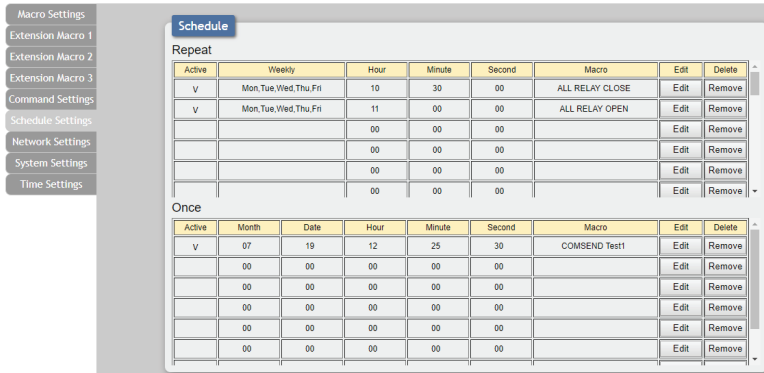 Macro Settings
Extension Macro 1
Extension Macro 2
Extension Macro 3
Command Settings
Schedule Settings
Network Settings
System Settings
Time Settings
Schedule
Repeat
Active Weekly Hour Minute Second Macro Edit Delete
V Mon,Tue,Wed,Thu,Fri 10 30 00 ALL RELAY CLOSE Edit Remove
V Mon,Tue,Wed,Thu,Fri 11 00 00 ALL RELAY OPEN Edit Remove
00 00 00 Edit Remove
00 00 00 Edit Remove
00 00 00 Edit Remove
00 00 00 Edit Remove
Once
Active Month Date Hour Minute Second Macro Edit Delete
V 07 19 12 25 30 COMSEND Test1 Edit Remove
00 00 00 00 00 Edit Remove
00 00 00 00 00 Edit Remove
00 00 00 00 00 Edit Remove
00 00 00 00 00 Edit Remove
00 00 00 00 00 Edit Remove